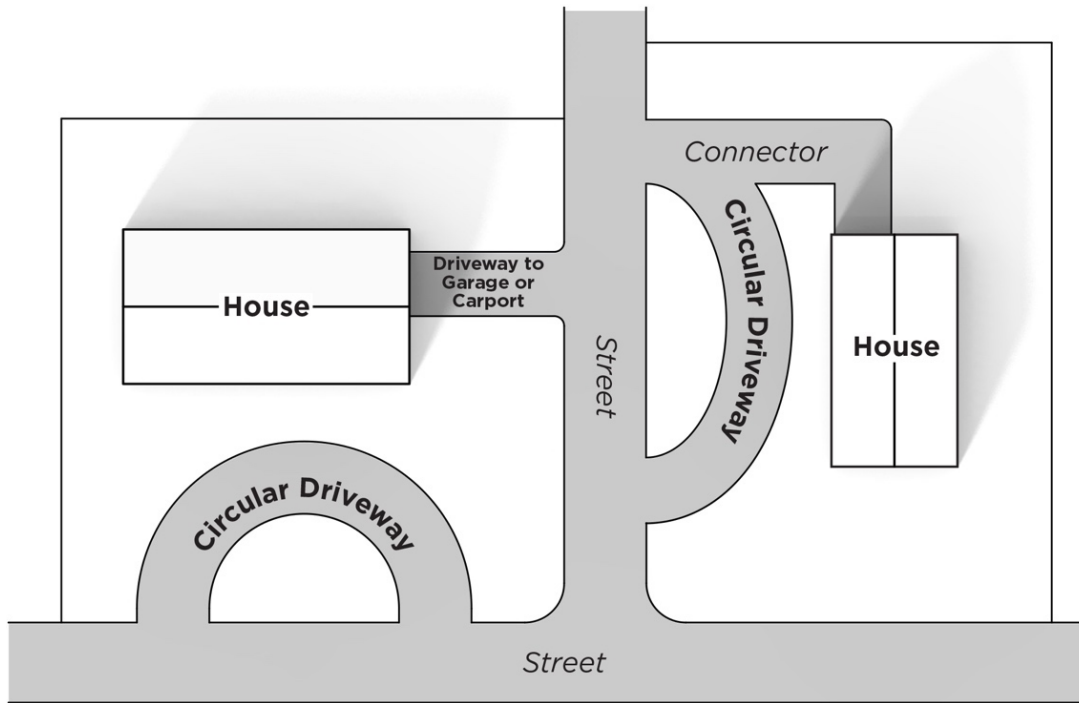 Connector
Driveway to
Garage or
Carport
House
Circular Driveway
Street
House
Circular Driveway
Street